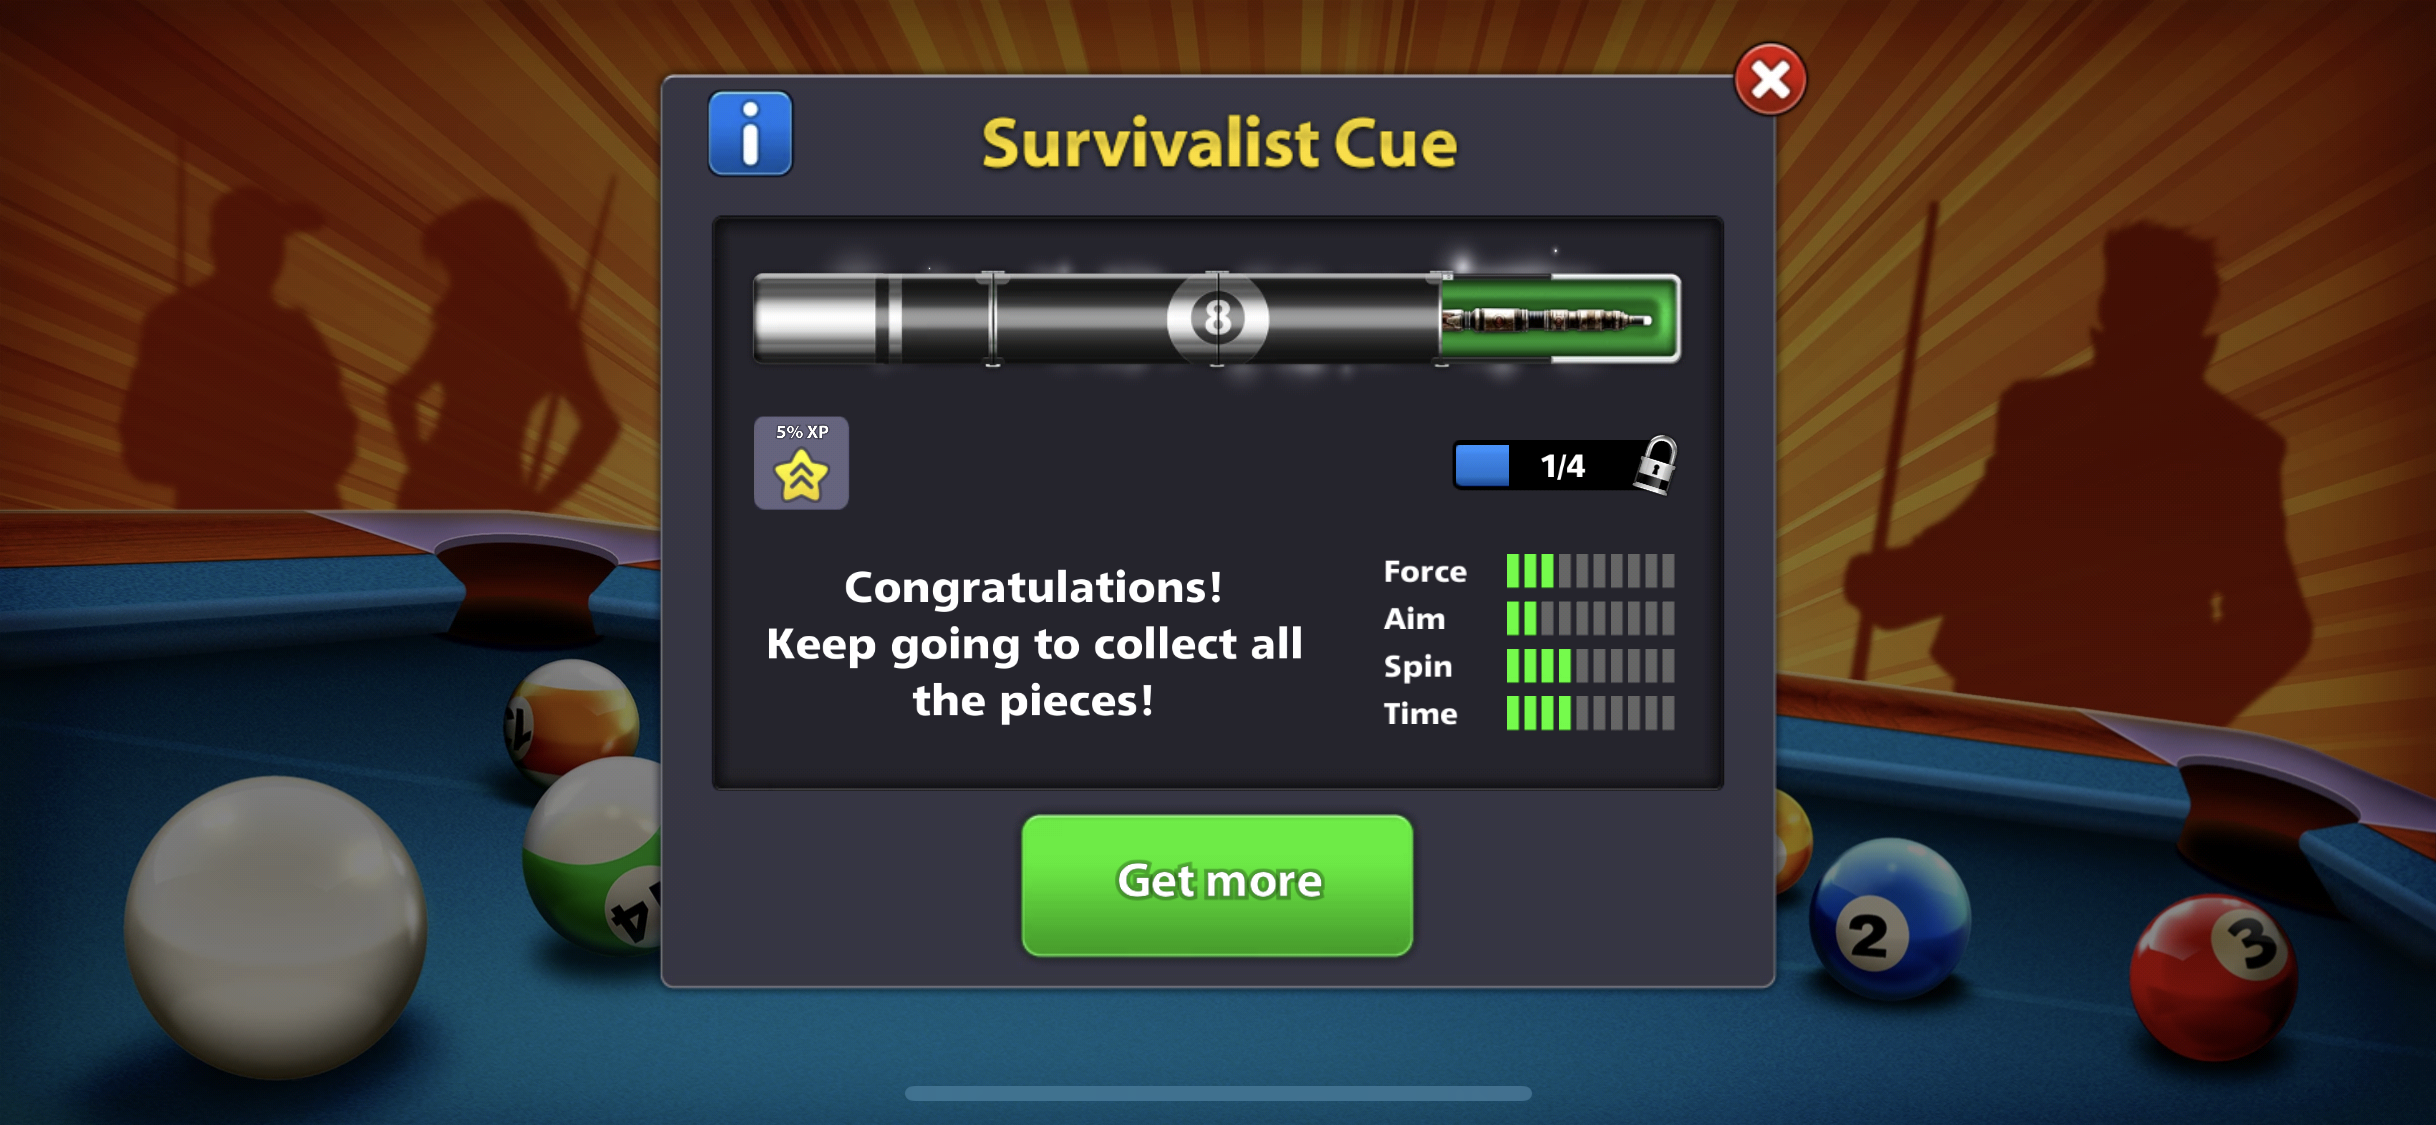 Survivalist Cue
8
5% XP
1/4
Congratulations!
Keep going to collect all
the pieces!
Force
Aim
Spin
Time
Get more
2
3